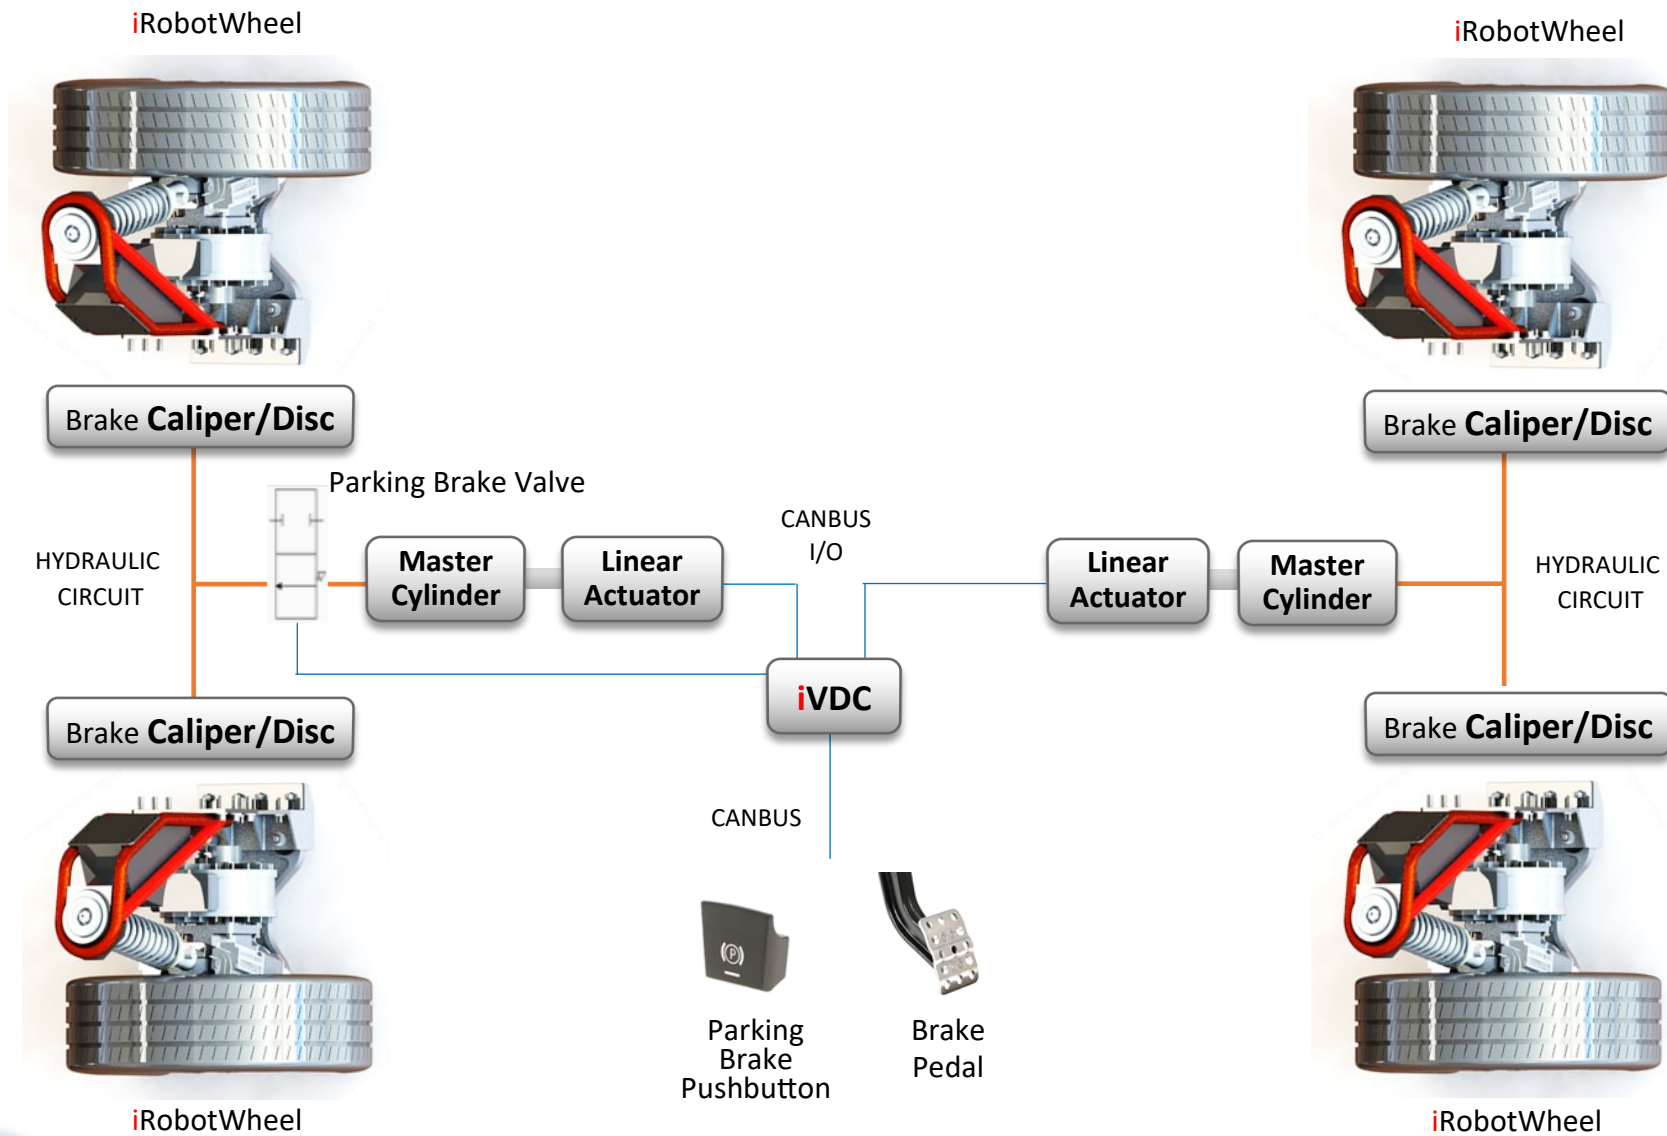 iRobotWheel
iRobotWheel
Brake Caliper/Disc
Brake Caliper/Disc
Parking Brake Valve
CANBUS
I/O
HYDRAULIC
CIRCUIT
Master
Cylinder
Linear
Actuator
Linear
Actuator
Master
Cylinder
HYDRAULIC
CIRCUIT
iVDC
Brake Caliper/Disc
Brake Caliper/Disc
CANBUS
P
Parking
Brake
Pushbutton
Brake
Pedal
iRobotWheel
iRobotWheel